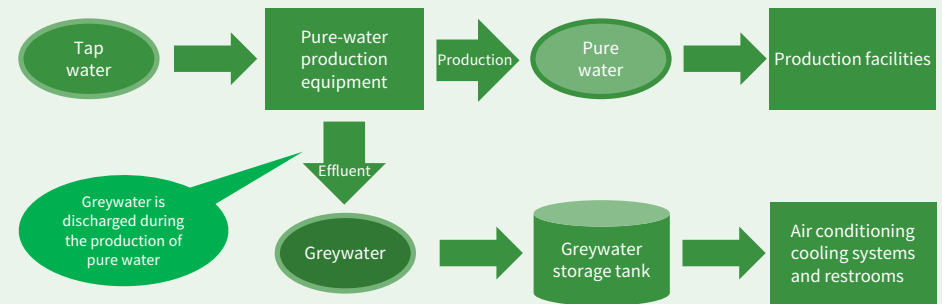 Tap
water
Pure-water
production
equipment
Production
Pure
water
Production facilities
Effluent
Greywater is
discharged during
the production of
pure water
Greywater
Greywater
storage tank
Air conditioning
cooling systems
and restrooms